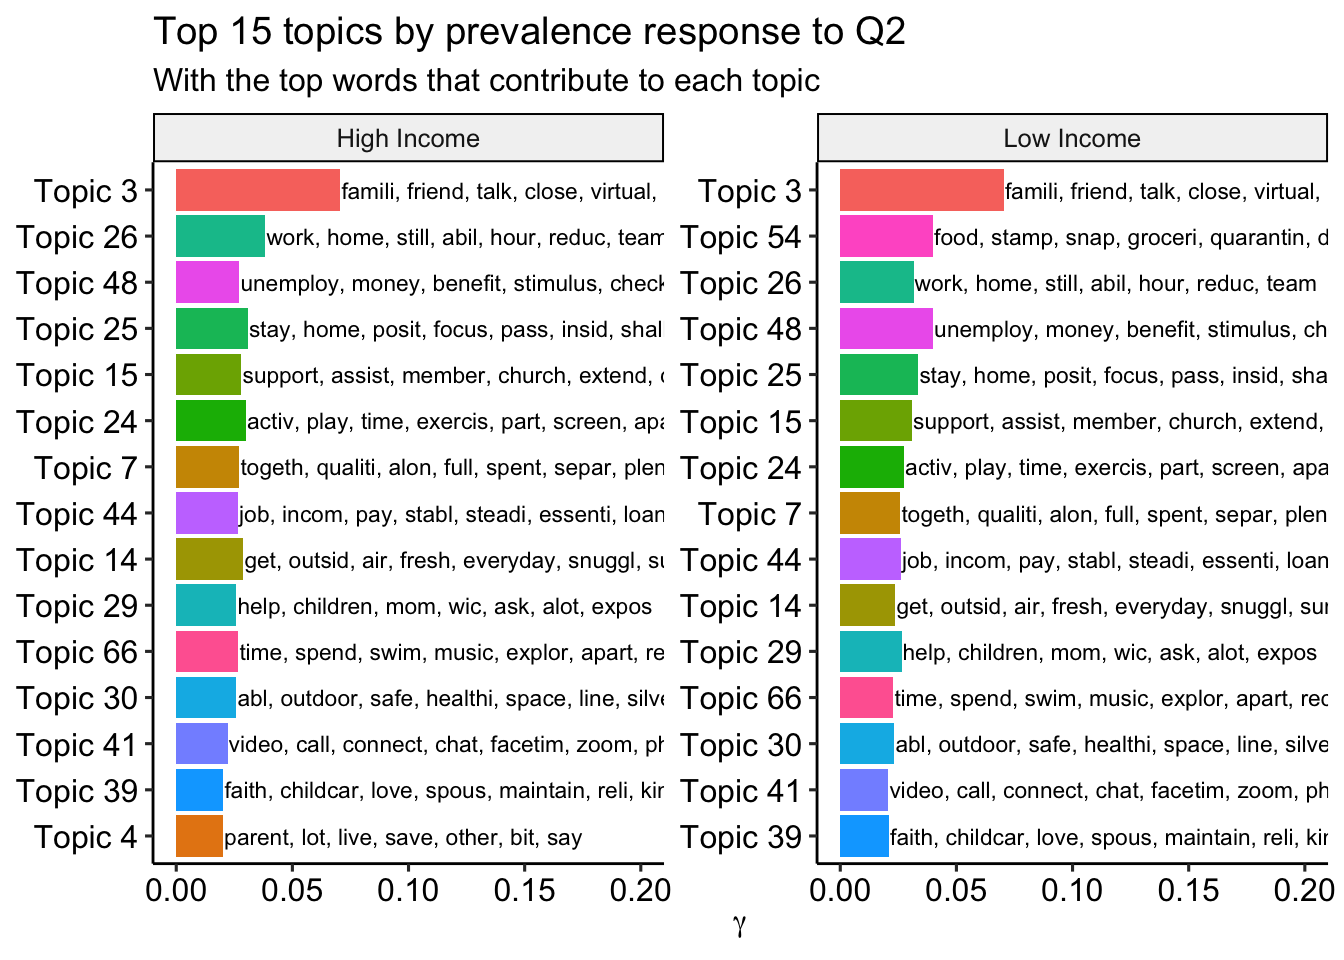 Top 15 topics by prevalence response to Q2
With the top words that contribute to each topic
High Income
Topic 3 famili, friend, talk, close, virtual,
Topic 26 work, home, still, abil, hour, reduc, team
Topic 48 unemploy, money, benefit, stimulus, check
Topic 25 stay, home, posit, focus, pass, insid, shal
Topic 15 support, assist, member, church, extend,
Topic 24 activ, play, time, exercis, part, screen, apa
Topic 7 togeth, qualiti, alon, full, spent, separ, plen
Topic 44 job, incom, pay, stabl, steadi, essenti, loan
Topic 14 get, outsid, air, fresh, everyday, snuggl, su
Topic 29 help, children, mom, wic, ask, alot, expos
Topic 66 time, spend, swim, music, explor, apart, re
Topic 30 abl, outdoor, safe, healthi, space, line, silve
Topic 41 video, call, connect, chat, facetim, zoom, ph
Topic 39 faith, childcar, love, spous, maintain, reli, kin
Topic 4 parent, lot, live, save, other, bit, say
0.00 0.05 0.10 0.15 0.20
Low Income
Topic 3 famili, friend, talk, close, virtual,
Topic 54 food, stamp, snap, groceri, quarantin, d
Topic 26 work, home, still, abil, hour, reduc, team
Topic 48 unemploy, money, benefit, stimulus, ch
Topic 25 stay, home, posit, focus, pass, insid, sha
Topic 15 support, assist, member, church, extend,
Topic 24 activ, play, time, exercis, part, screen, apa
Topic 7 togeth, qualiti, alon, full, spent, separ, plen
Topic 44 job, incom, pay, stabl, steadi, essenti, loan
Topic 14 get, outsid, air, fresh, everyday, snuggl, sur
Topic 29 help, children, mom, wic, ask, alot, expos
Topic 66 time, spend, swim, music, explor, apart, rec
Topic 30 abl, outdoor, safe, healthi, space, line, silve
Topic 41 video, call, connect, chat, facetim, zoom, ph
Topic 39 faith, childcar, love, spous, maintain, reli, kin
0.00 0.05 0.10 0.15 0.20
γ